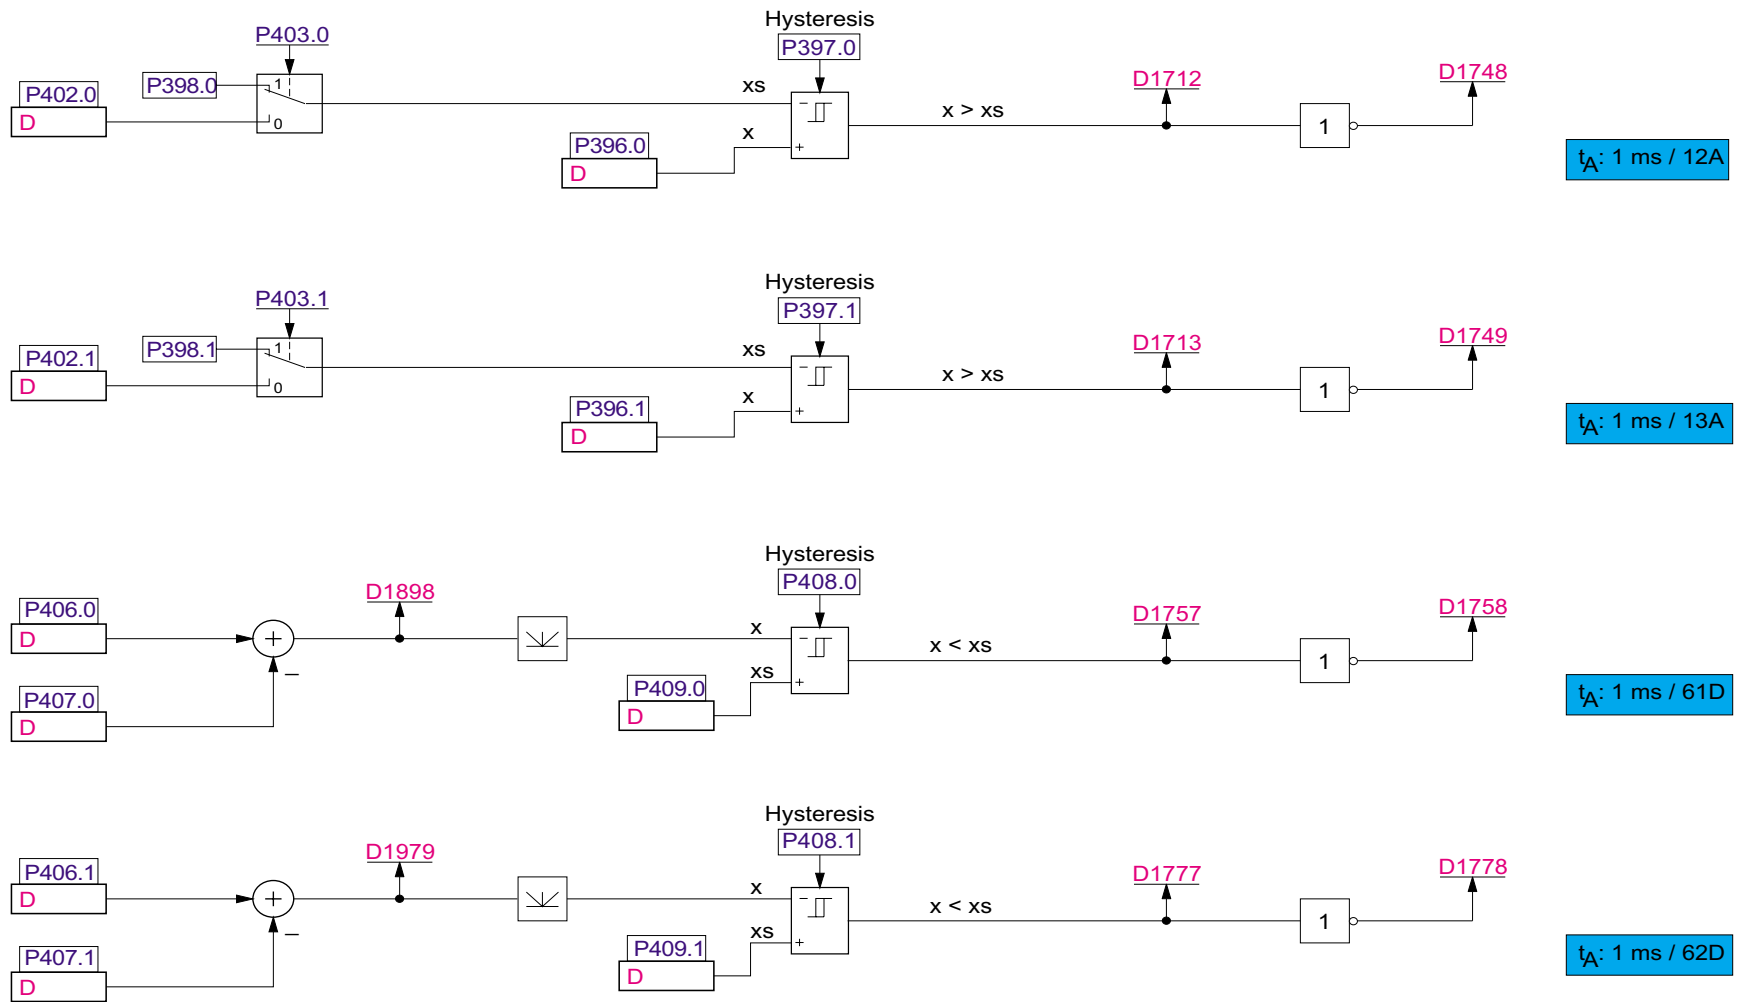 Hysteresis
P403.0
P397.0
P398.0
1
P402.0
D
0
xs
-
x
+
P396.0
D
x > xs
D1712
D1748
1
tA: 1 ms / 12A
Hysteresis
P403.1
P397.1
P398.1
1
P402.1
D
0
xs
-
x
+
P396.1
D
x > xs
D1713
D1749
1
tA: 1 ms / 13A
Hysteresis
P408.0
P406.0
D
+
–
P407.0
D
D1898
x
-
xs
+
P409.0
D
x < xs
D1757
D1758
1
tA: 1 ms / 61D
Hysteresis
P408.1
P406.1
D
+
–
P407.1
D
D1979
x
-
xs
+
P409.1
D
x < xs
D1777
D1778
1
tA: 1 ms / 62D